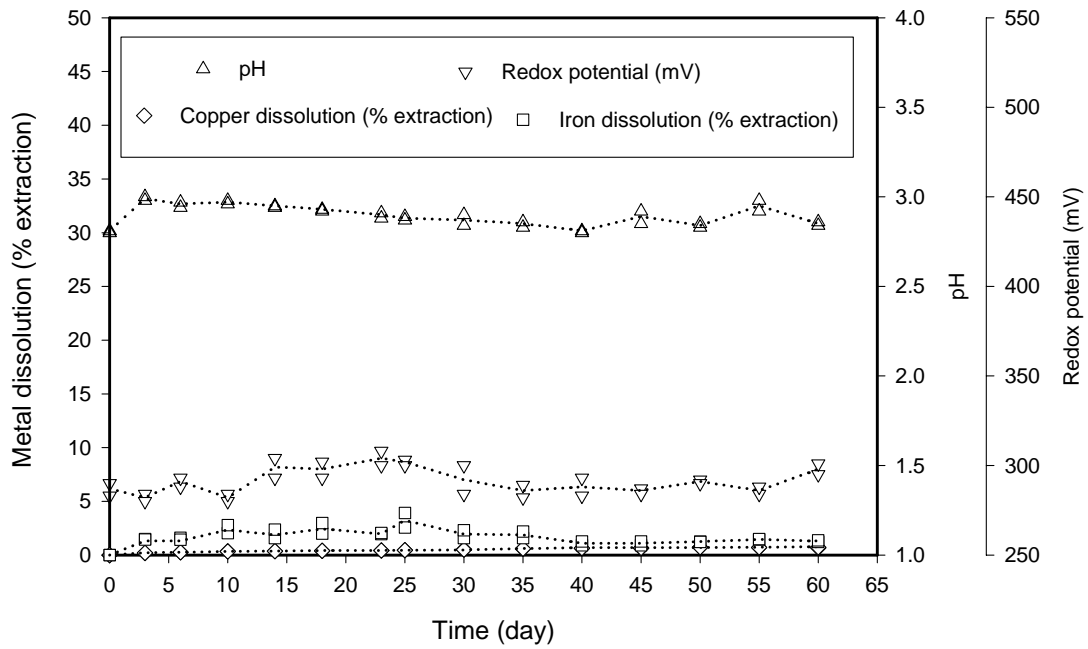 50
45
40
35
30
25
20
15
10
5
0
Metal dissolution (% extraction)
pH
Redox potential (mV)
Copper dissolution (% extraction)
Iron dissolution (% extraction)
4.0
3.5
3.0
2.5
2.0
1.5
1.0
pH
550
500
450
400
350
300
250
Redox potential (mV)
0 5 10 15 20 25 30 35 40 45 50 55 60 65
Time (day)